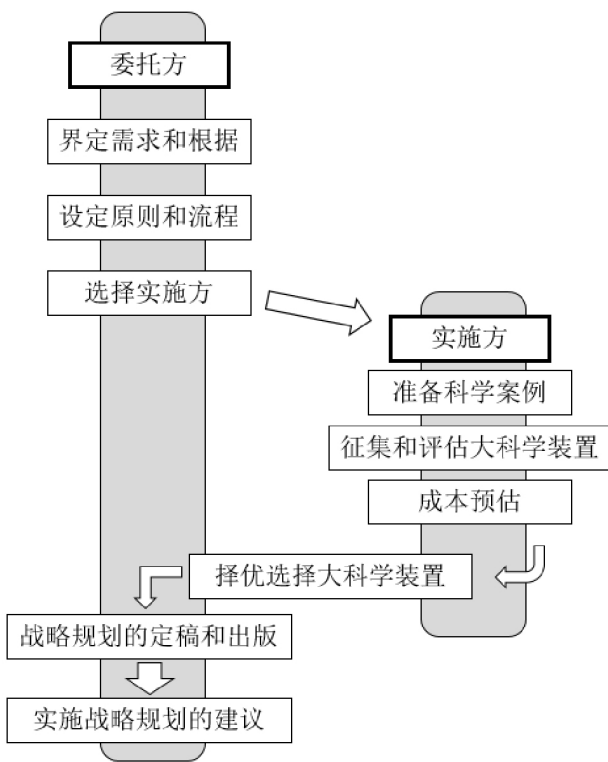 委托方
界定需求和根据
设定原则和流程
选择实施方
实施方
准备科学案例
征集和评估大科学装置
成本预估
择优选择大科学装置
战略规划的定稿和出版
实施战略规划的建议